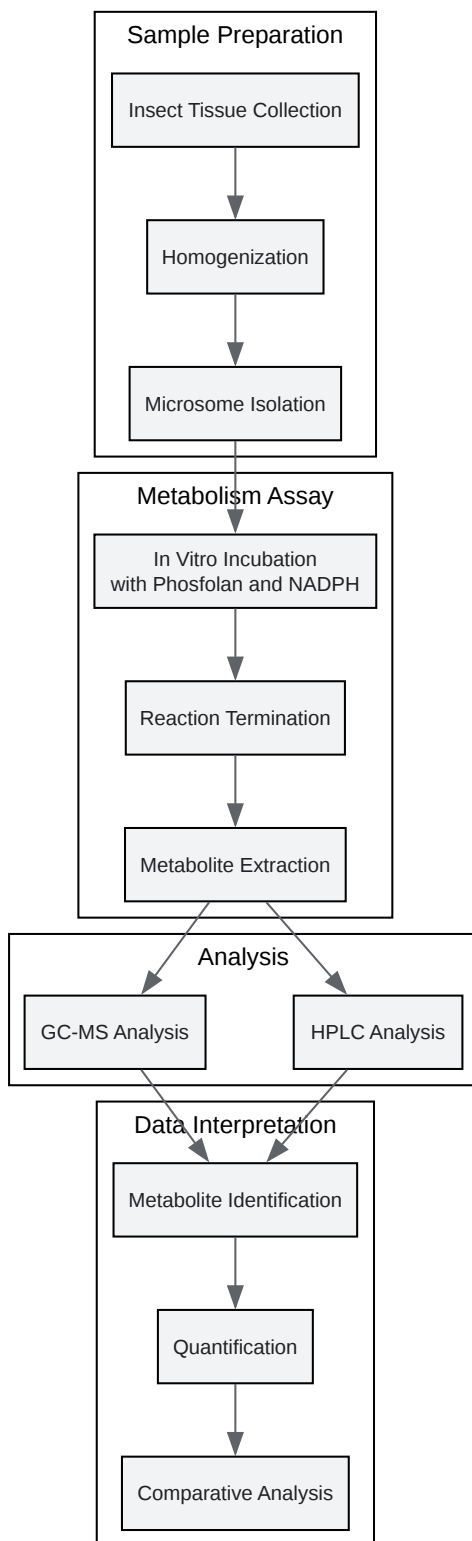 Sample Preparation
Insect Tissue Collection
Homogenization
Microsome Isolation
Metabolism Assay
In Vitro Incubation
with Phosfolan and NADPH
Reaction Termination
Metabolite Extraction
Analysis
GC-MS Analysis
HPLC Analysis
Data Interpretation
Metabolite Identification
Quantification
Comparative Analysis